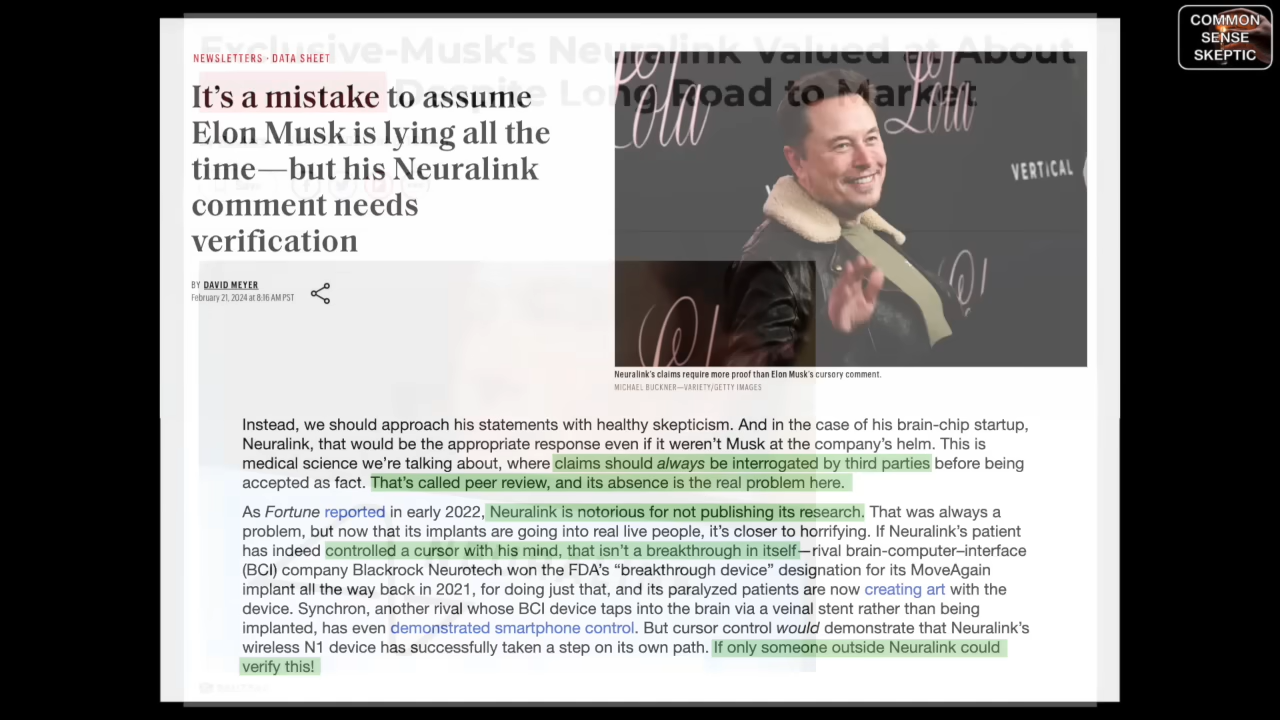 COMMON
SENSE
SKEPTIC
Exclusive-Musk's Neuralink Valued at About
Despite Long Road to Market
NEWSLETTERS · DATA SHEET
It's a mistake to assume
Elon Musk is lying all the
time—but his Neuralink
comment needs
verification
BY DAVID MEYER
February 21, 2024 at 8:16 AM PST
Lola
Lola
VERTICAL
Neuralink's claims require more proof than Elon Musk's cursory comment.
MICHAEL BUCKNER—VARIETY/GETTY IMAGES
Instead, we should approach his statements with healthy skepticism. And in the case of his brain-chip startup,
Neuralink, that would be the appropriate response even if it weren't Musk at the company's helm. This is
medical science we're talking about, where claims should always be interrogated by third parties before being
accepted as fact. That's called peer review, and its absence is the real problem here.
As Fortune reported in early 2022, Neuralink is notorious for not publishing its research. That was always a
problem, but now that its implants are going into real live people, it's closer to horrifying. If Neuralink's patient
has indeed controlled a cursor with his mind, that isn't a breakthrough in itself—rival brain-computer–interface
(BCI) company Blackrock Neurotech won the FDA's “breakthrough device” designation for its MoveAgain
implant all the way back in 2021, for doing just that, and its paralyzed patients are now creating art with the
device. Synchron, another rival whose BCI device taps into the brain via a veinal stent rather than being
implanted, has even demonstrated smartphone control. But cursor control would demonstrate that Neuralink's
wireless N1 device has successfully taken a step on its own path. If only someone outside Neuralink could
verify this!